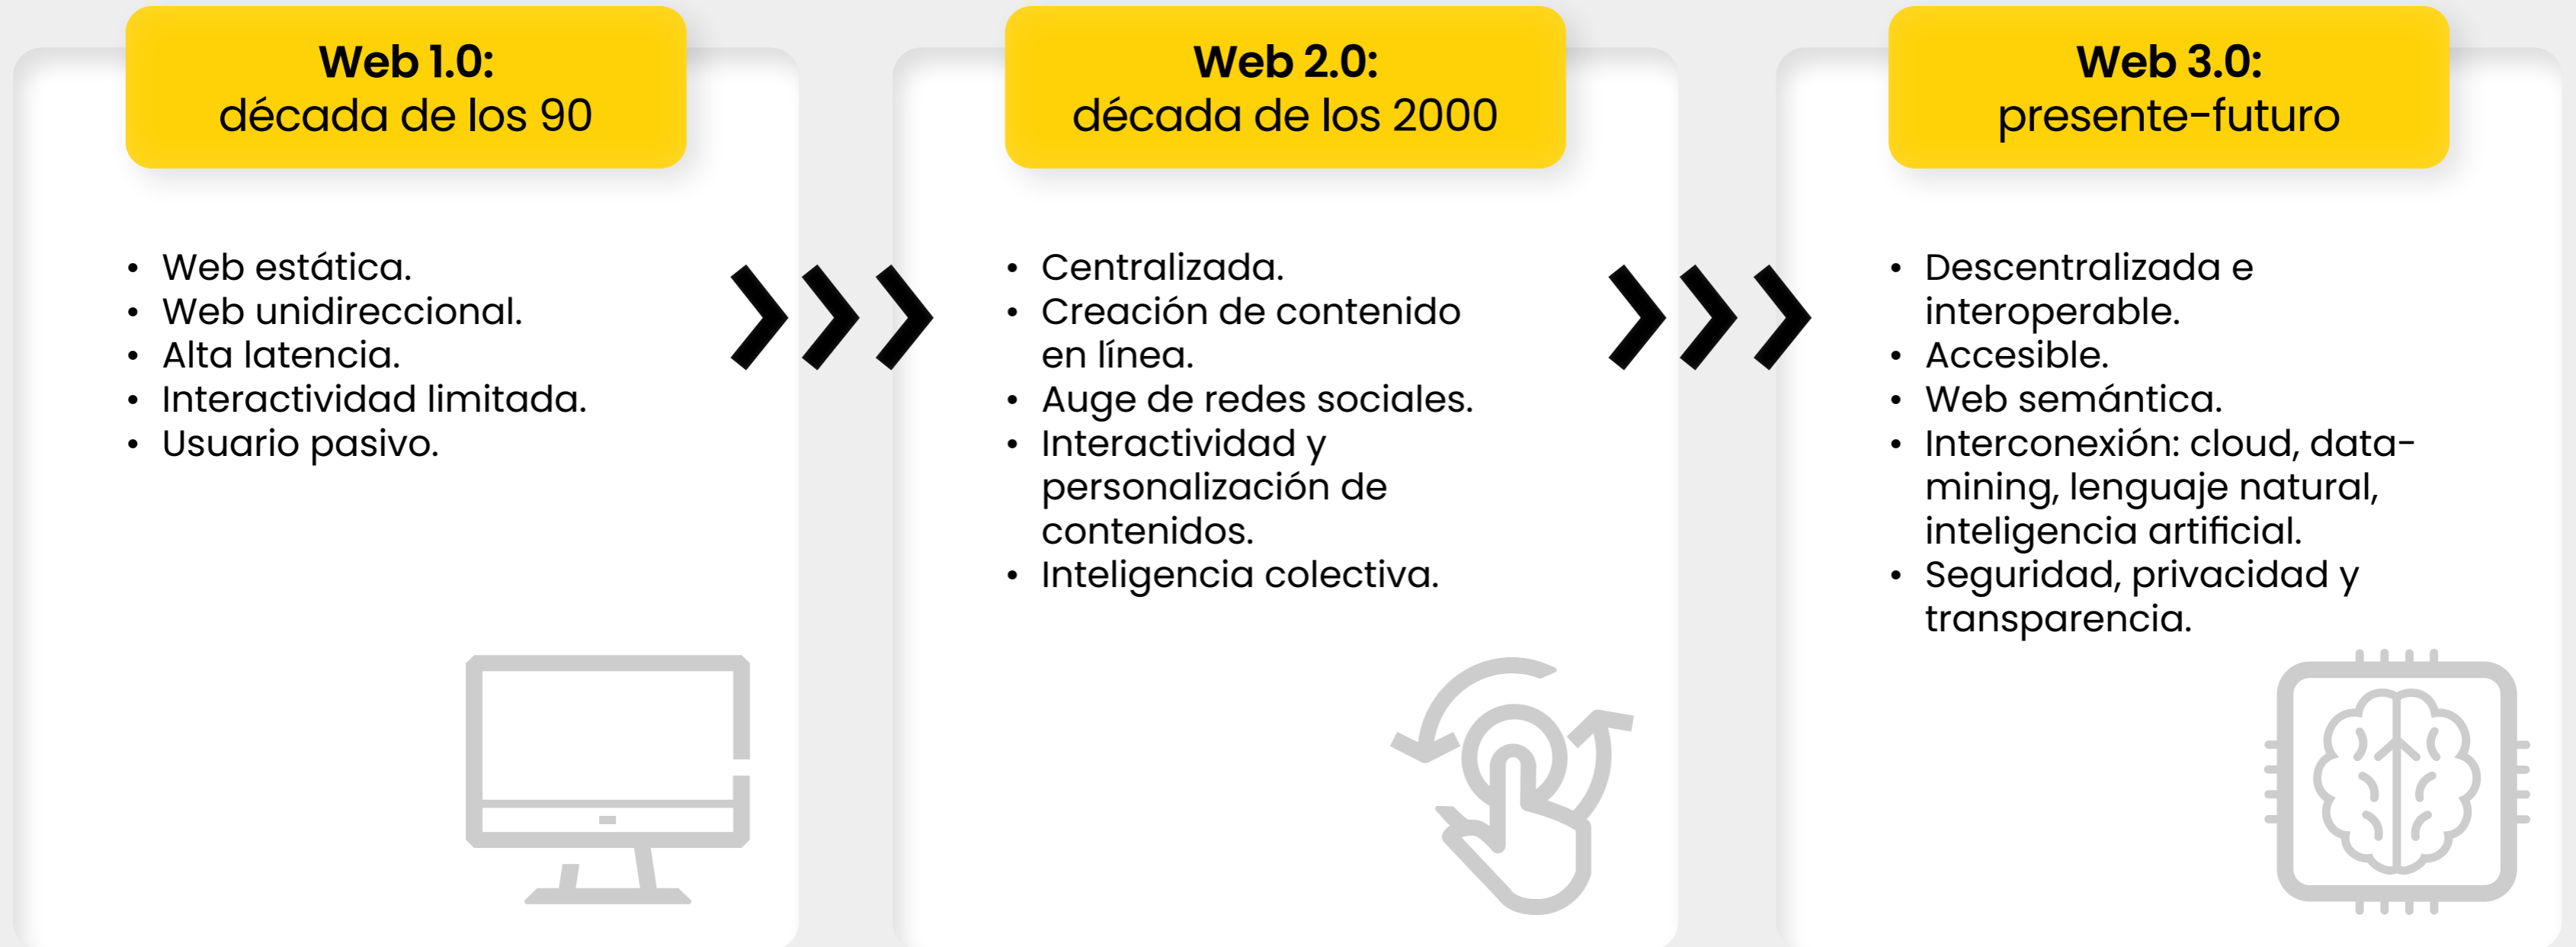 Web 1.0:
década de los 90
• Web estática.
• Web unidireccional.
• Alta latencia.
• Interactividad limitada.
• Usuario pasivo.
Web 2.0:
década de los 2000
• Centralizada.
• Creación de contenido
en línea.
• Auge de redes sociales.
• Interactividad y
personalización de
contenidos.
• Inteligencia colectiva.
Web 3.0:
presente-futuro
• Descentralizada e
interoperable.
• Accesible.
• Web semántica.
• Interconexión: cloud, data-
mining, lenguaje natural,
inteligencia artificial.
• Seguridad, privacidad y
transparencia.